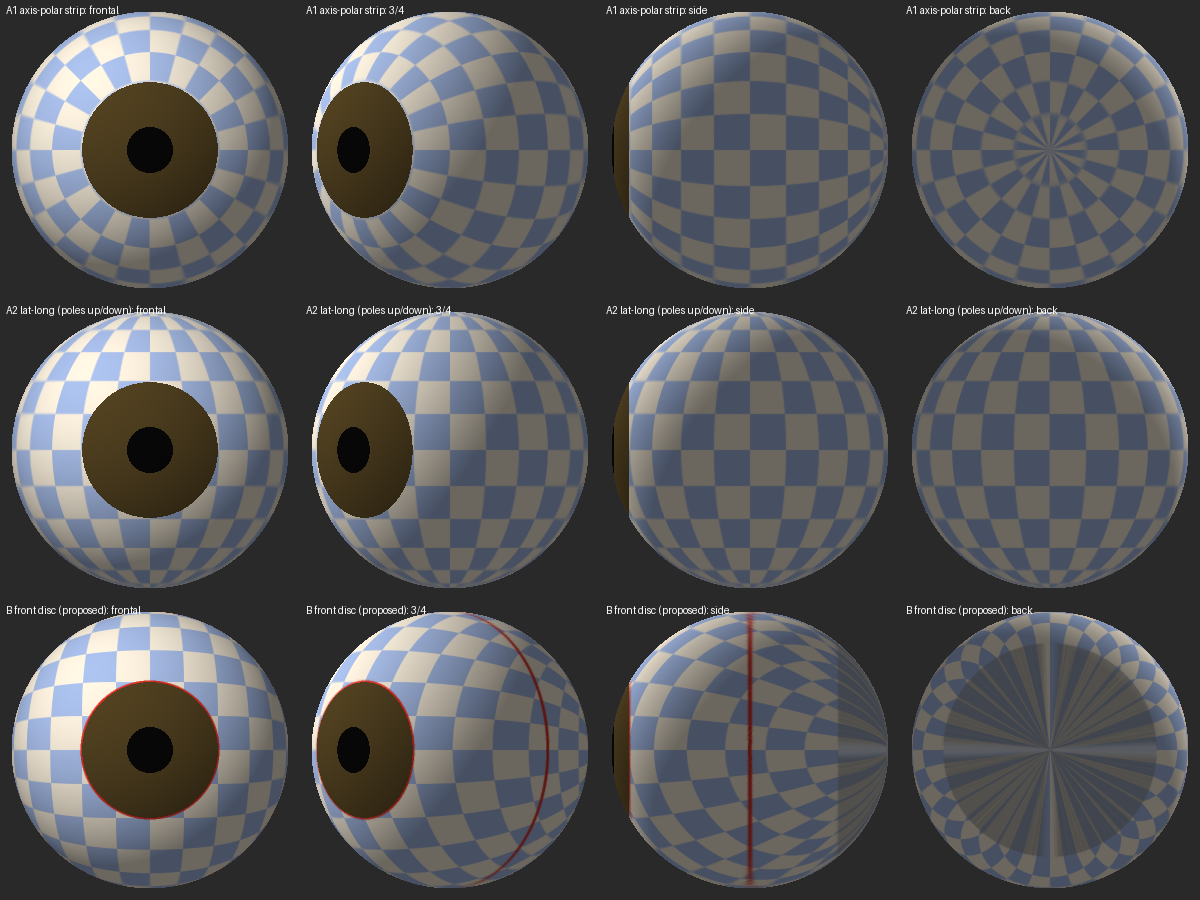 A1 axis-polar strip: frontal
A1 axis-polar strip: 3/4
A1 axis-polar strip: side
A1 axis-polar strip: back
A2 lat-long (poles up/down): frontal
A2 lat-long (poles up/down): 3/4
A2 lat-long (poles up/down): side
A2 lat-long (poles up/down): back
B front disc (proposed): frontal
B front disc (proposed): 3/4
B front disc (proposed): side
B front disc (proposed): back